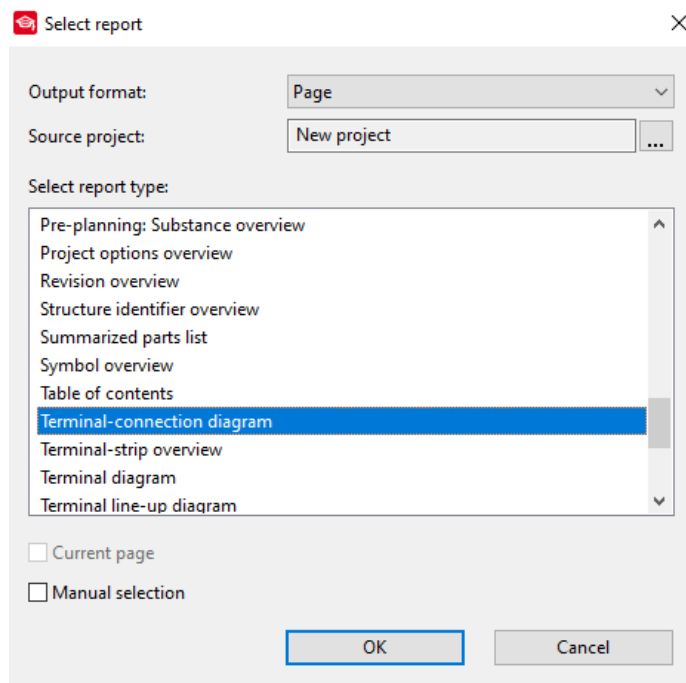 Select report
Output format: Page
Source project: New project ...
Select report type:
Pre-planning: Substance overview
Project options overview
Revision overview
Structure identifier overview
Summarized parts list
Symbol overview
Table of contents
Terminal-connection diagram
Terminal-strip overview
Terminal diagram
Terminal line-up diagram
Current page
Manual selection
OK Cancel